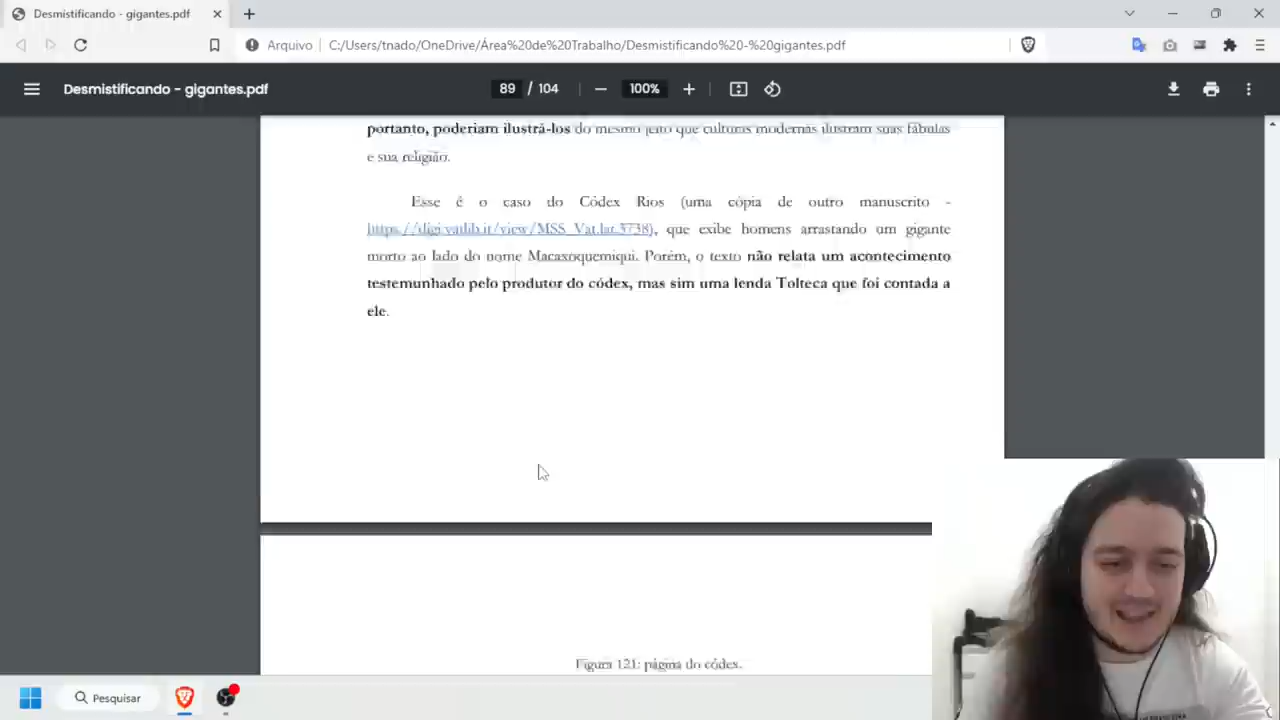 Desmistificando - gigantes.pdf
Arquivo
C:/Users/tnado/OneDrive/Área%20de%20Trabalho/Desmistificando%20-%20gigantes.pdf
Desmistificando - gigantes.pdf
89 / 104
100%
portanto, poderiam ilustrá-los do mesmo jeito que culturas modernas ilustram suas fábulas
e sua religião.
Esse é o caso do Códex Rios (uma cópia de outro manuscrito -
https://digi.vatlib.it/view/MSS_Vat.lat.3738), que exibe homens arrastando um gigante
morto ao lado do nome Macaxoquemiqui. Porém, o texto não relata um acontecimento
testemunhado pelo produtor do códex, mas sim uma lenda Tolteca que foi contada a
ele.
Figura 121: página do códex.
Pesquisar